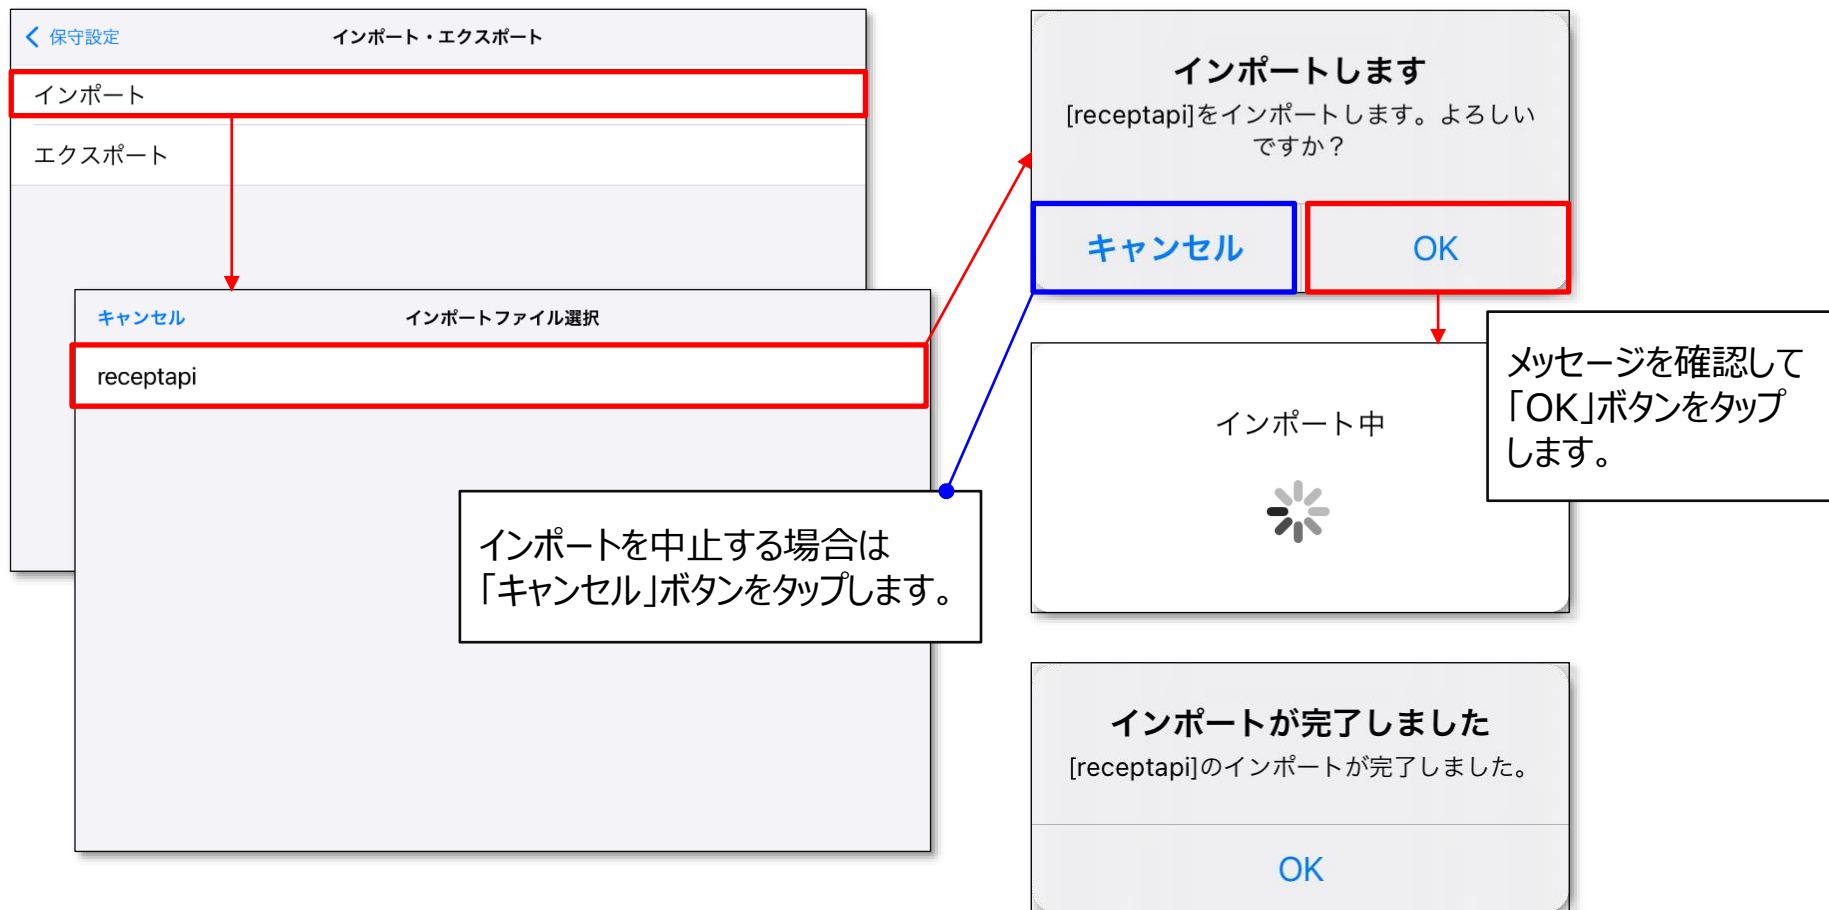 保守設定
インポート・エクスポート
インポート
エクスポート
キャンセル
インポートファイル選択
receptapi
インポートを中止する場合は
「キャンセル」ボタンをタップします。
インポートします
[receptapi]をインポートします。よろしい
ですか？
キャンセル
OK
メッセージを確認して
「OK」ボタンをタップ
します。
インポート中
インポートが完了しました
[receptapi]のインポートが完了しました。
OK